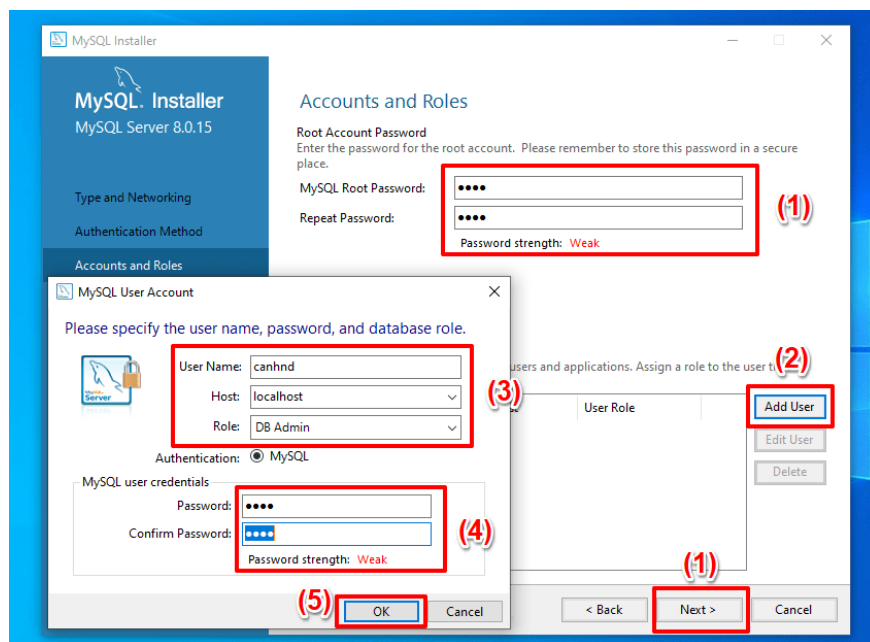 MySQL Installer
MySQL. Installer
MySQL Server 8.0.15
Type and Networking
Authentication Method
Accounts and Roles
Accounts and Roles
Root Account Password
Enter the password for the root account. Please remember to store this password in a secure
place.
MySQL Root Password: ●●●●
Repeat Password: ●●●●
Password strength: Weak
(1)
MySQL User Account
Please specify the user name, password, and database role.
MySQL
Server
User Name: canhnd
Host: localhost
Role: DB Admin
(3)
Authentication: MySQL
MySQL user credentials
Password: ●●●●
Confirm Password: ●●●●
Password strength: Weak
(4)
(5)
OK
Cancel
users and applications. Assign a role to the user
(2)
User Role
Add User
Edit User
Delete
(1)
< Back
Next >
Cancel